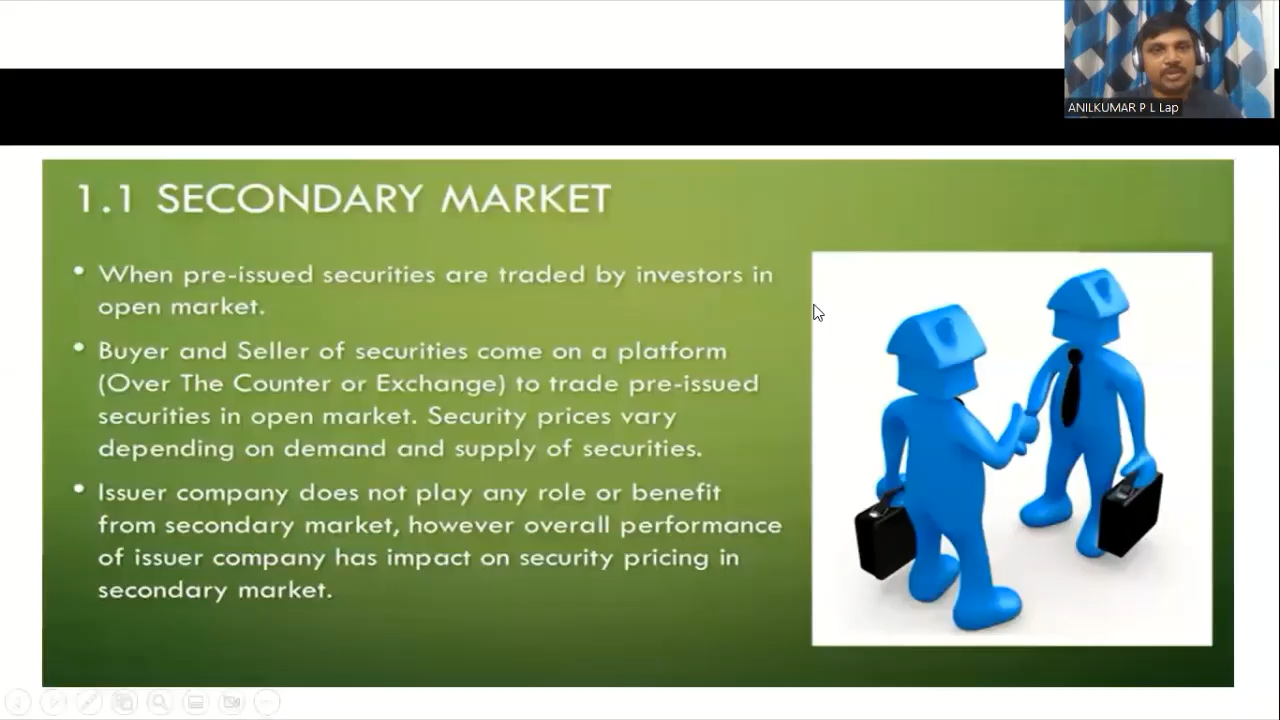 ANILKUMAR P L Lap
1.1 SECONDARY MARKET
• When pre-issued securities are traded by investors in
open market.
• Buyer and Seller of securities come on a platform
(Over The Counter or Exchange) to trade pre-issued
securities in open market. Security prices vary
depending on demand and supply of securities.
• Issuer company does not play any role or benefit
from secondary market, however overall performance
of issuer company has impact on security pricing in
secondary market.